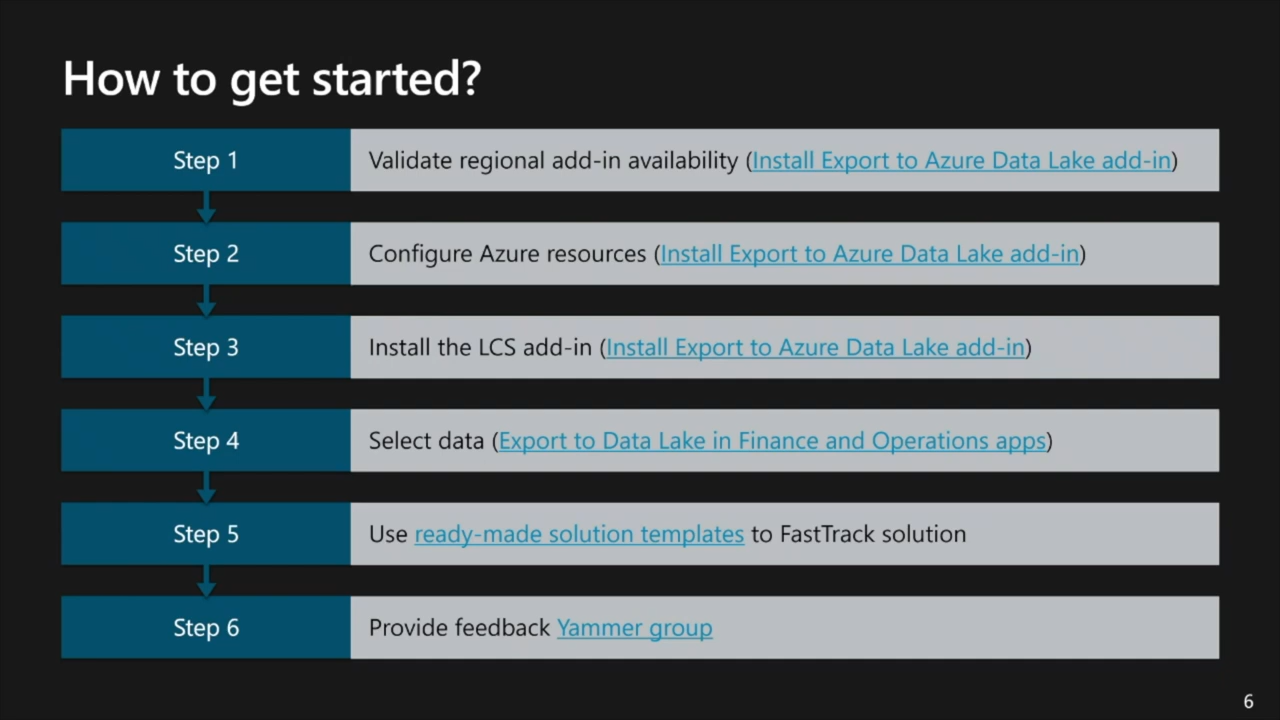 How to get started?
Step 1
Validate regional add-in availability (Install Export to Azure Data Lake add-in)
Step 2
Configure Azure resources (Install Export to Azure Data Lake add-in)
Step 3
Install the LCS add-in (Install Export to Azure Data Lake add-in)
Step 4
Select data (Export to Data Lake in Finance and Operations apps)
Step 5
Use ready-made solution templates to FastTrack solution
Step 6
Provide feedback Yammer group
6